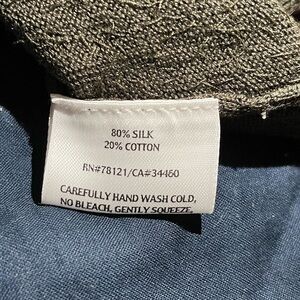 80% SILK
20% COTTON
RN#78121/CA#34460
CAREFULLY HAND WASH COLD,
NO BLEACH, GENTLY SQUEEZE,